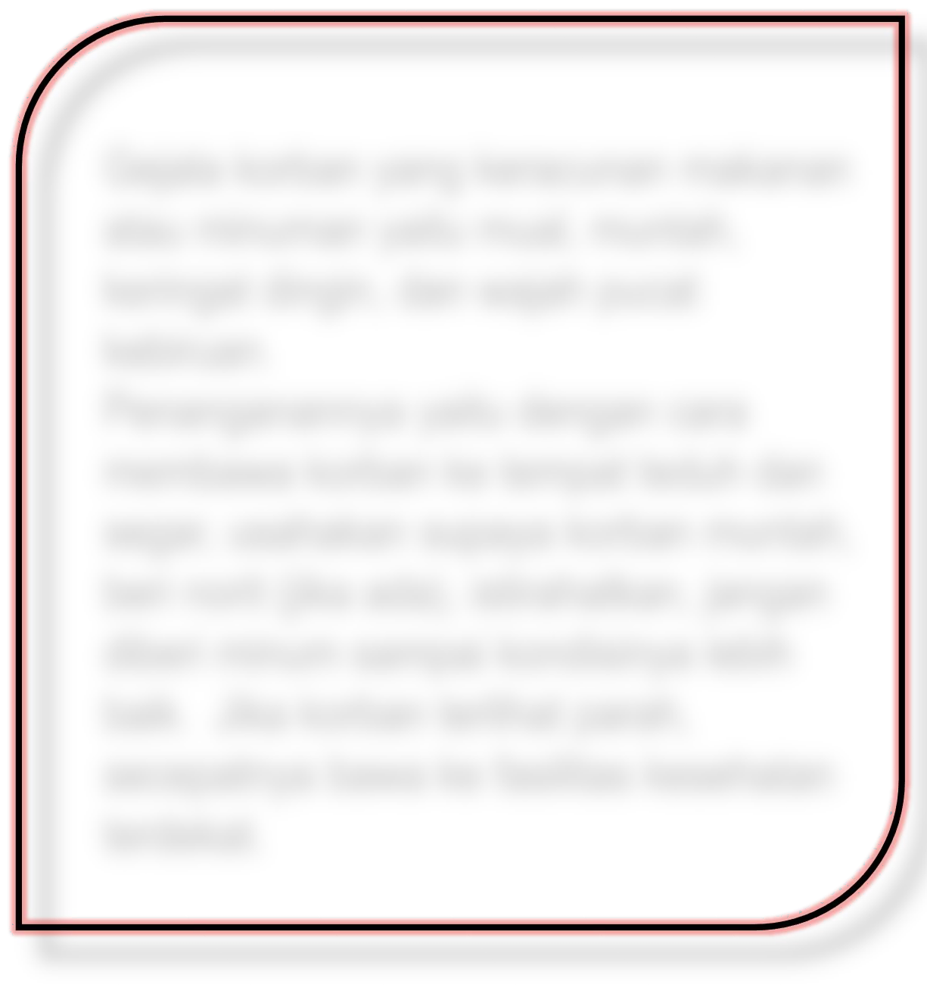 Gejala korban yang keracunan makanan
atau minuman yaitu mual, muntah,
keringat dingin, dan wajah pucat
kebiruan.
Penanganannya yaitu dengan cara
membawa korban ke tempat teduh dan
segar, usahakan supaya korban muntah,
beri norit (jika ada), istirahatkan, jangan
diberi minum sampai kondisinya lebih
baik. Jika korban terlihat parah,
secepatnya bawa ke fasilitas kesehatan
terdekat.